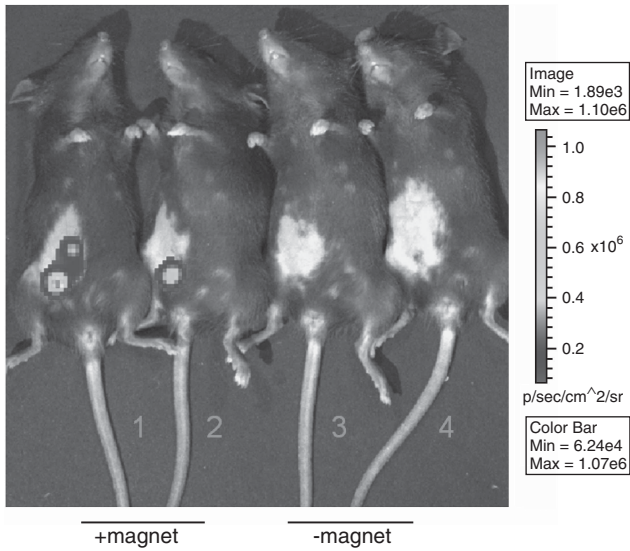 Image
Min = 1.89e3
Max = 1.10e6
1.0
0.8
0.6 x10^6
0.4
0.2
p/sec/cm^2/sr
Color Bar
Min = 6.24e4
Max = 1.07e6
1 2 3 4
+magnet -magnet